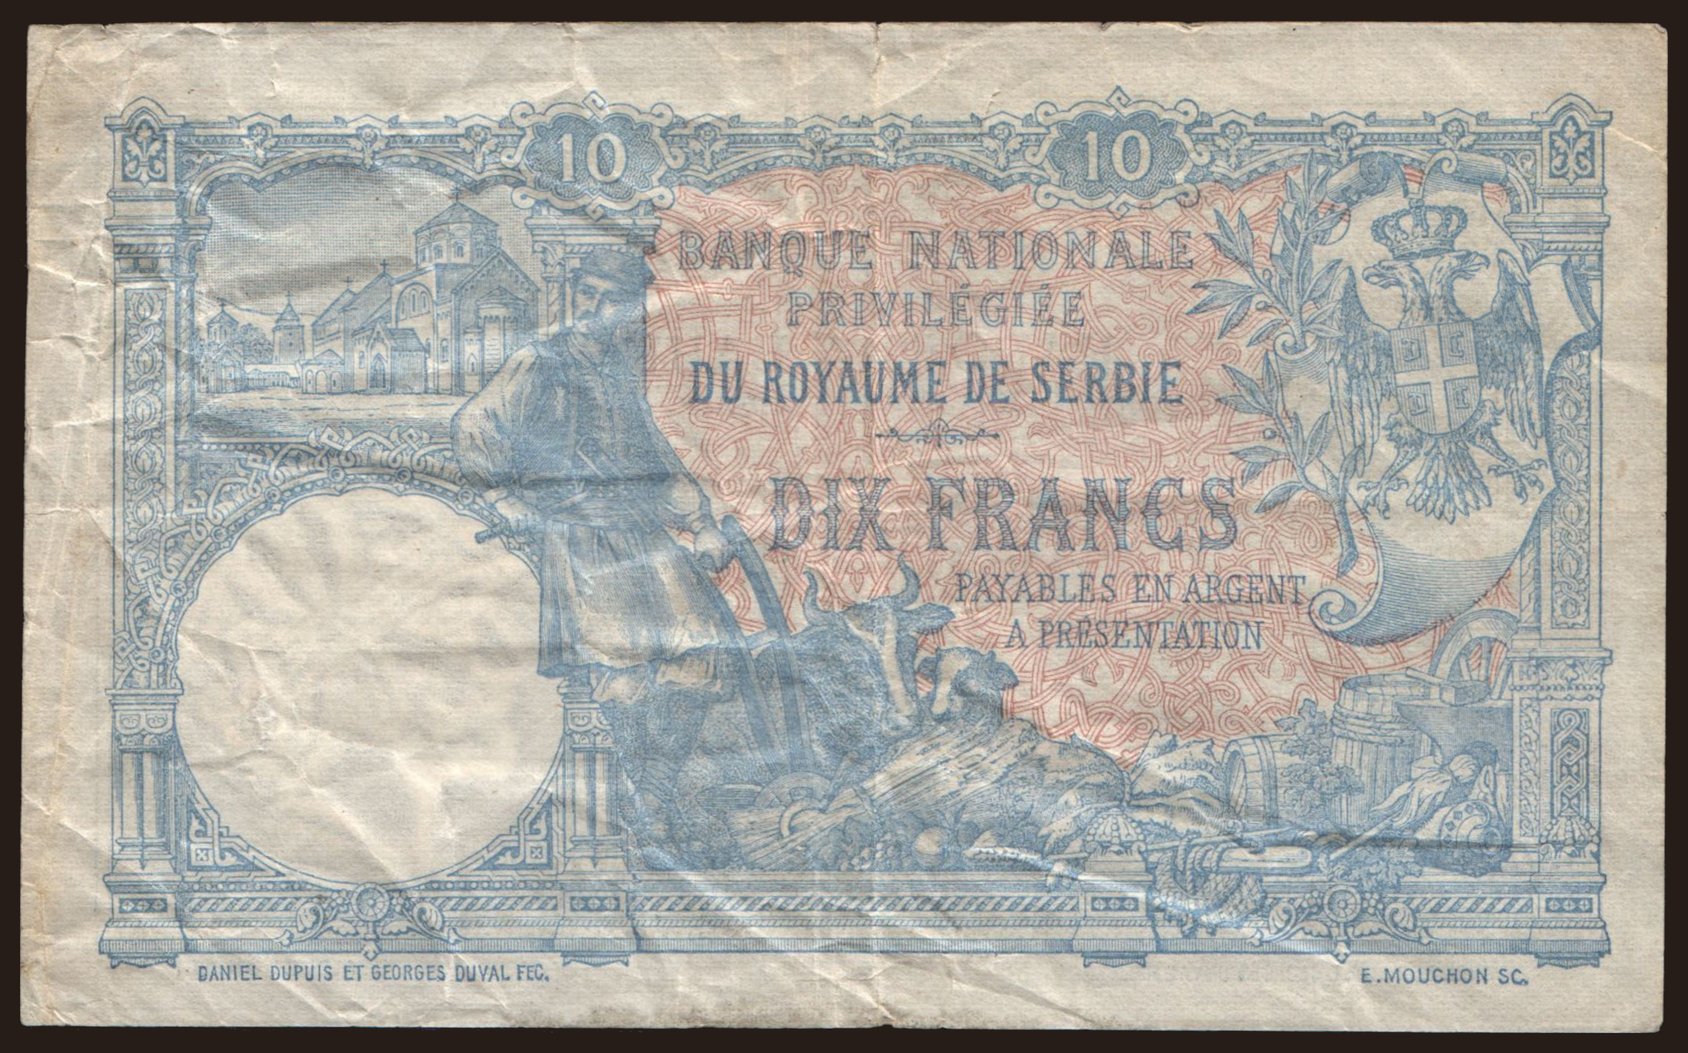 10 10
BANQUE NATIONALE
PRIVILÉGIÉE
DU ROYAUME DE SERBIE
DIX FRANCS
PAYABLES EN ARGENT
A PRÉSENTATION
DANIEL DUPUIS ET GEORGES DUVAL FEC.
E. MOUCHON SC.